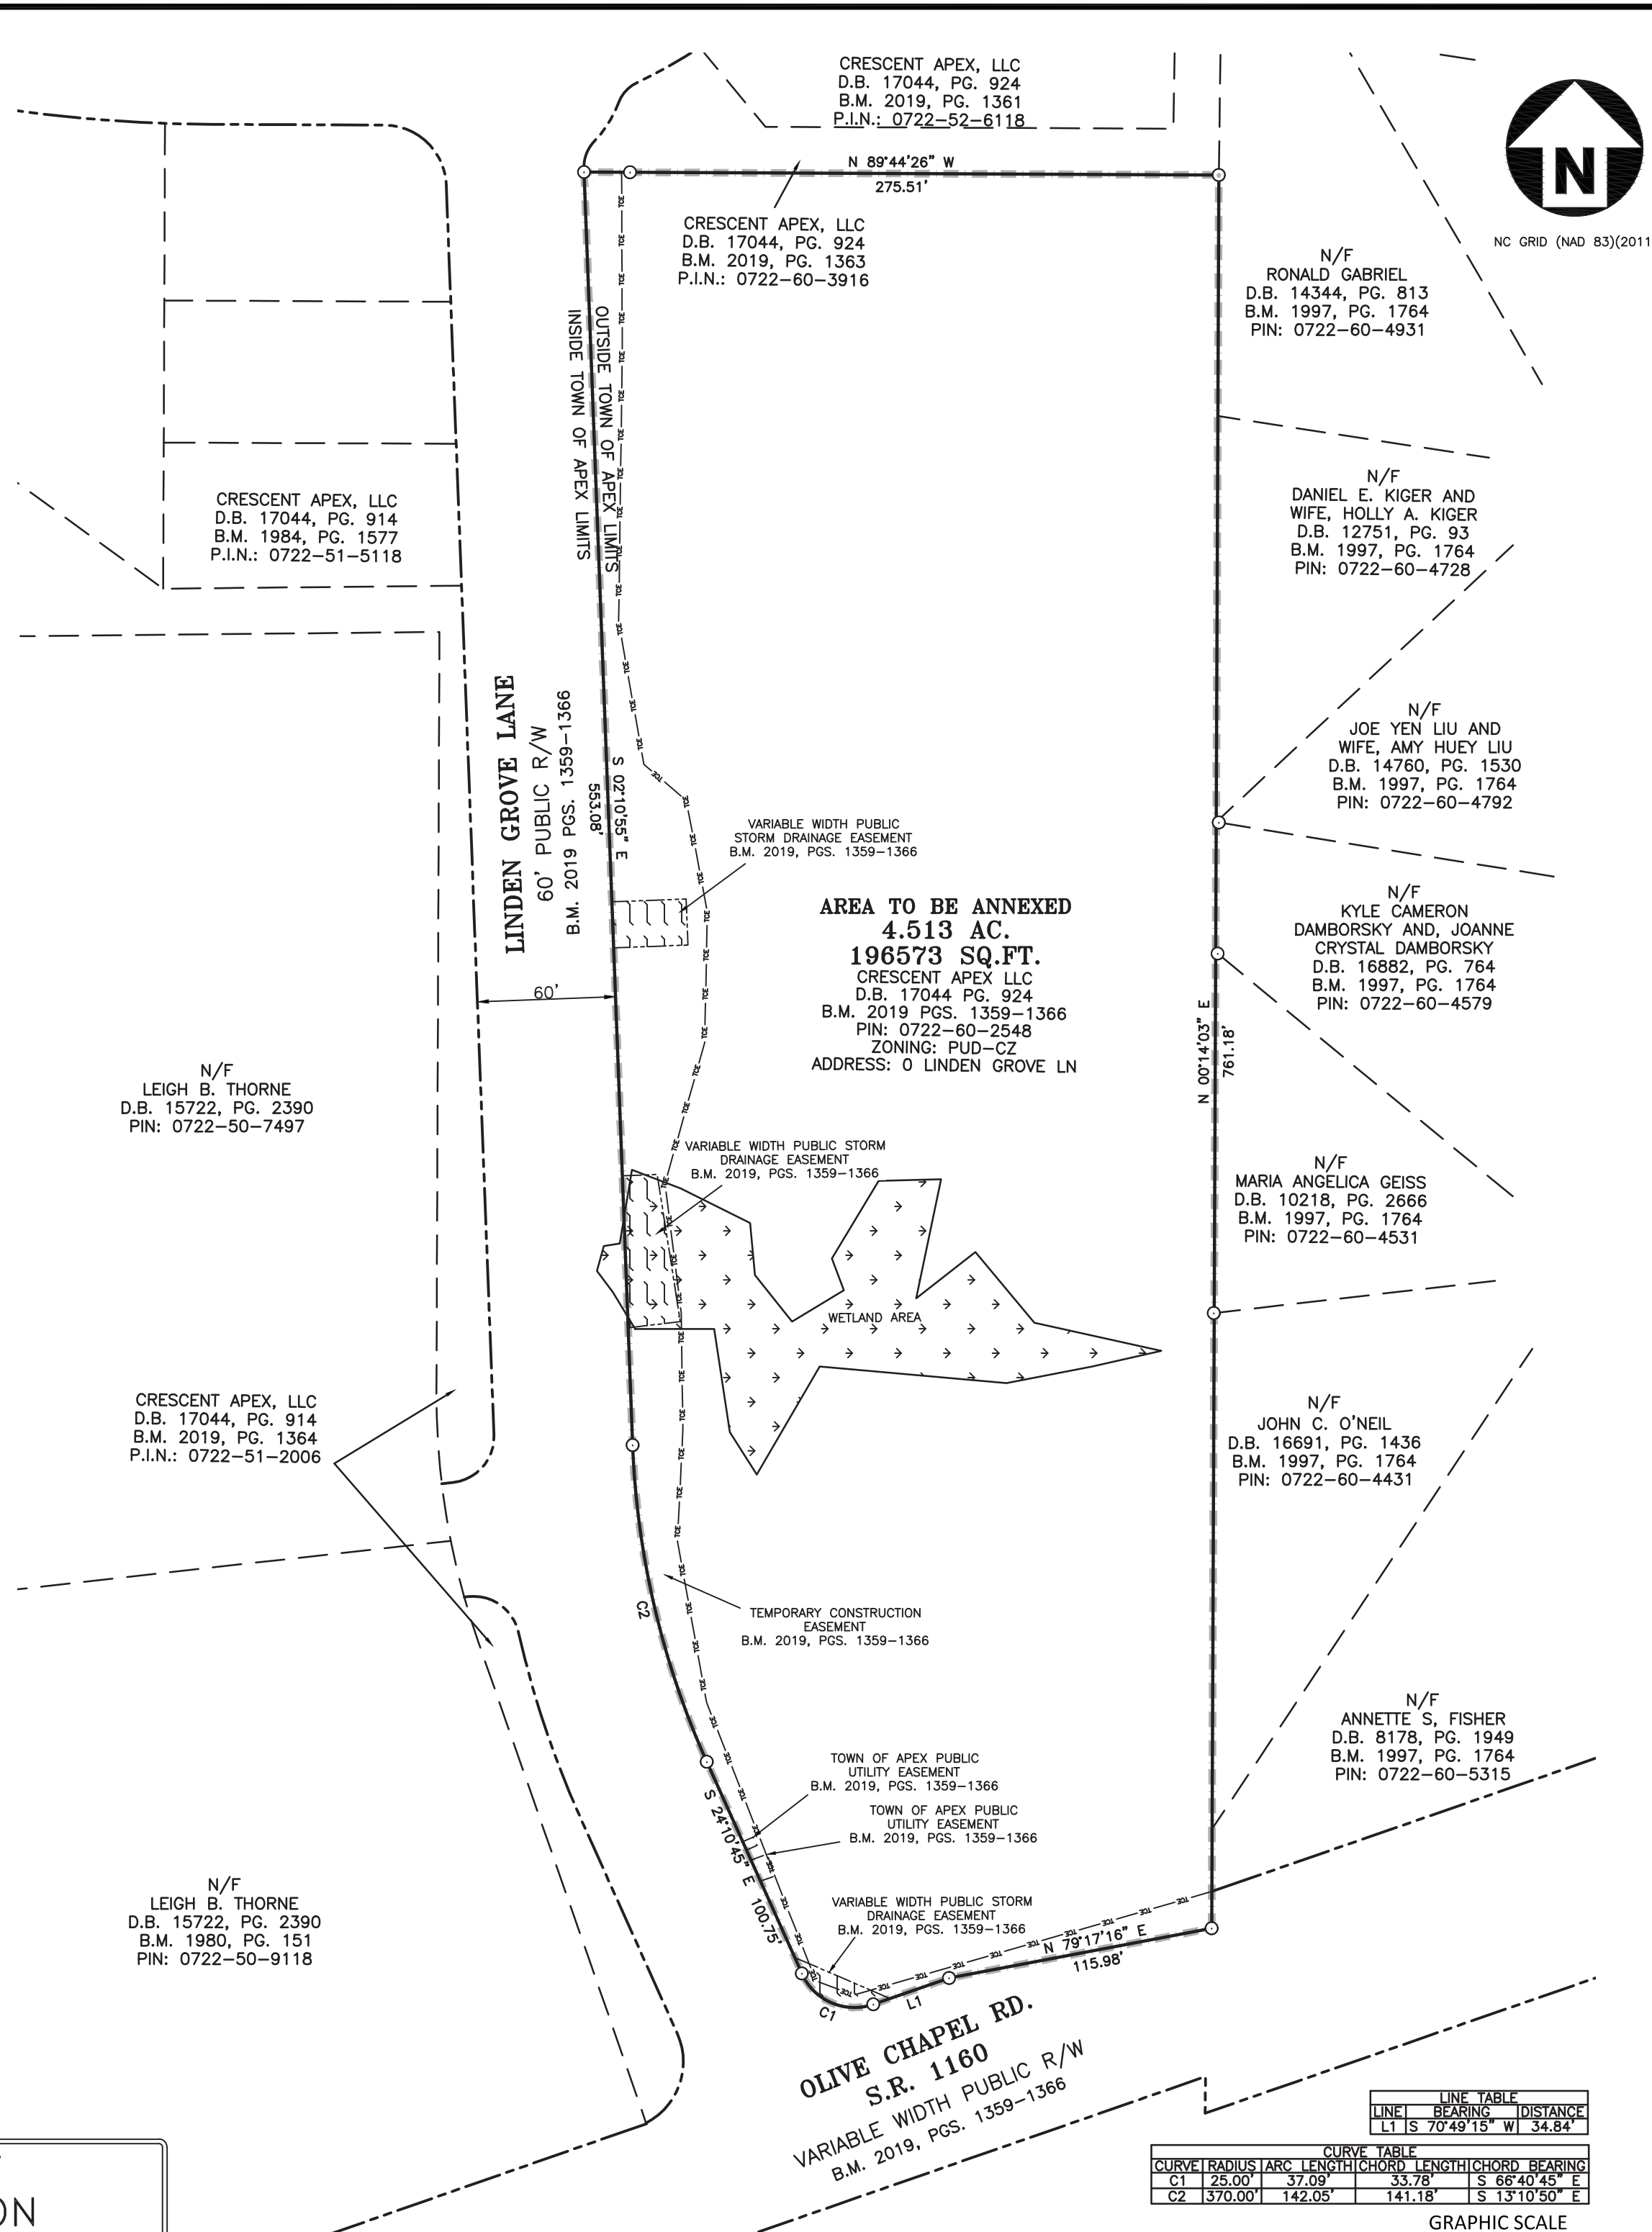 CRESCENT APEX, LLC
D.B. 17044, PG. 924
B.M. 2019, PG. 1361
P.I.N.: 0722-52-6118
N 89°44'26" W
275.51'
CRESCENT APEX, LLC
D.B. 17044, PG. 924
B.M. 2019, PG. 1363
P.I.N.: 0722-60-3916
N
NC GRID (NAD 83)(2011
N/F
RONALD GABRIEL
D.B. 14344, PG. 813
B.M. 1997, PG. 1764
PIN: 0722-60-4931
OUTSIDE TOWN OF APEX LIMITS
INSIDE TOWN OF APEX LIMITS
CRESCENT APEX, LLC
D.B. 17044, PG. 914
B.M. 1984, PG. 1577
P.I.N.: 0722-51-5118
N/F
DANIEL E. KIGER AND
WIFE, HOLLY A. KIGER
D.B. 12751, PG. 93
B.M. 1997, PG. 1764
PIN: 0722-60-4728
LINDEN GROVE LANE
60' PUBLIC R/W
B.M. 2019 PGS. 1359-1366
S 02°10'55" E
553.08'
N/F
JOE YEN LIU AND
WIFE, AMY HUEY LIU
D.B. 14760, PG. 1530
B.M. 1997, PG. 1764
PIN: 0722-60-4792
VARIABLE WIDTH PUBLIC
STORM DRAINAGE EASEMENT
B.M. 2019, PGS. 1359-1366
AREA TO BE ANNEXED
4.513 AC.
196573 SQ.FT.
CRESCENT APEX LLC
D.B. 17044 PG. 924
B.M. 2019 PGS. 1359-1366
PIN: 0722-60-2548
ZONING: PUD-CZ
ADDRESS: 0 LINDEN GROVE LN
N/F
KYLE CAMERON
DAMBORSKY AND, JOANNE
CRYSTAL DAMBORSKY
D.B. 16882, PG. 764
B.M. 1997, PG. 1764
PIN: 0722-60-4579
60'
N 00°14'03" E
761.18'
N/F
LEIGH B. THORNE
D.B. 15722, PG. 2390
PIN: 0722-50-7497
VARIABLE WIDTH PUBLIC STORM
DRAINAGE EASEMENT
B.M. 2019, PGS. 1359-1366
N/F
MARIA ANGELICA GEISS
D.B. 10218, PG. 2666
B.M. 1997, PG. 1764
PIN: 0722-60-4531
WETLAND AREA
CRESCENT APEX, LLC
D.B. 17044, PG. 914
B.M. 2019, PG. 1364
P.I.N.: 0722-51-2006
N/F
JOHN C. O'NEIL
D.B. 16691, PG. 1436
B.M. 1997, PG. 1764
PIN: 0722-60-4431
C2
TEMPORARY CONSTRUCTION
EASEMENT
B.M. 2019, PGS. 1359-1366
N/F
ANNETTE S, FISHER
D.B. 8178, PG. 1949
B.M. 1997, PG. 1764
PIN: 0722-60-5315
TOWN OF APEX PUBLIC
UTILITY EASEMENT
B.M. 2019, PGS. 1359-1366
TOWN OF APEX PUBLIC
UTILITY EASEMENT
B.M. 2019, PGS. 1359-1366
S 24°10'45" E 100.75'
N/F
LEIGH B. THORNE
D.B. 15722, PG. 2390
B.M. 1980, PG. 151
PIN: 0722-50-9118
VARIABLE WIDTH PUBLIC STORM
DRAINAGE EASEMENT
B.M. 2019, PGS. 1359-1366
N 79°17'16" E
115.98'
C1
L1
OLIVE CHAPEL RD.
S.R. 1160
VARIABLE WIDTH PUBLIC R/W
B.M. 2019, PGS. 1359-1366
LINE TABLE
LINE BEARING DISTANCE
L1 S 70°49'15" W 34.84'
CURVE TABLE
CURVE RADIUS ARC LENGTH CHORD LENGTH CHORD BEARING
C1 25.00' 37.09' 33.78' S 66°40'45" E
C2 370.00' 142.05' 141.18' S 13°10'50" E
GRAPHIC SCALE
ON